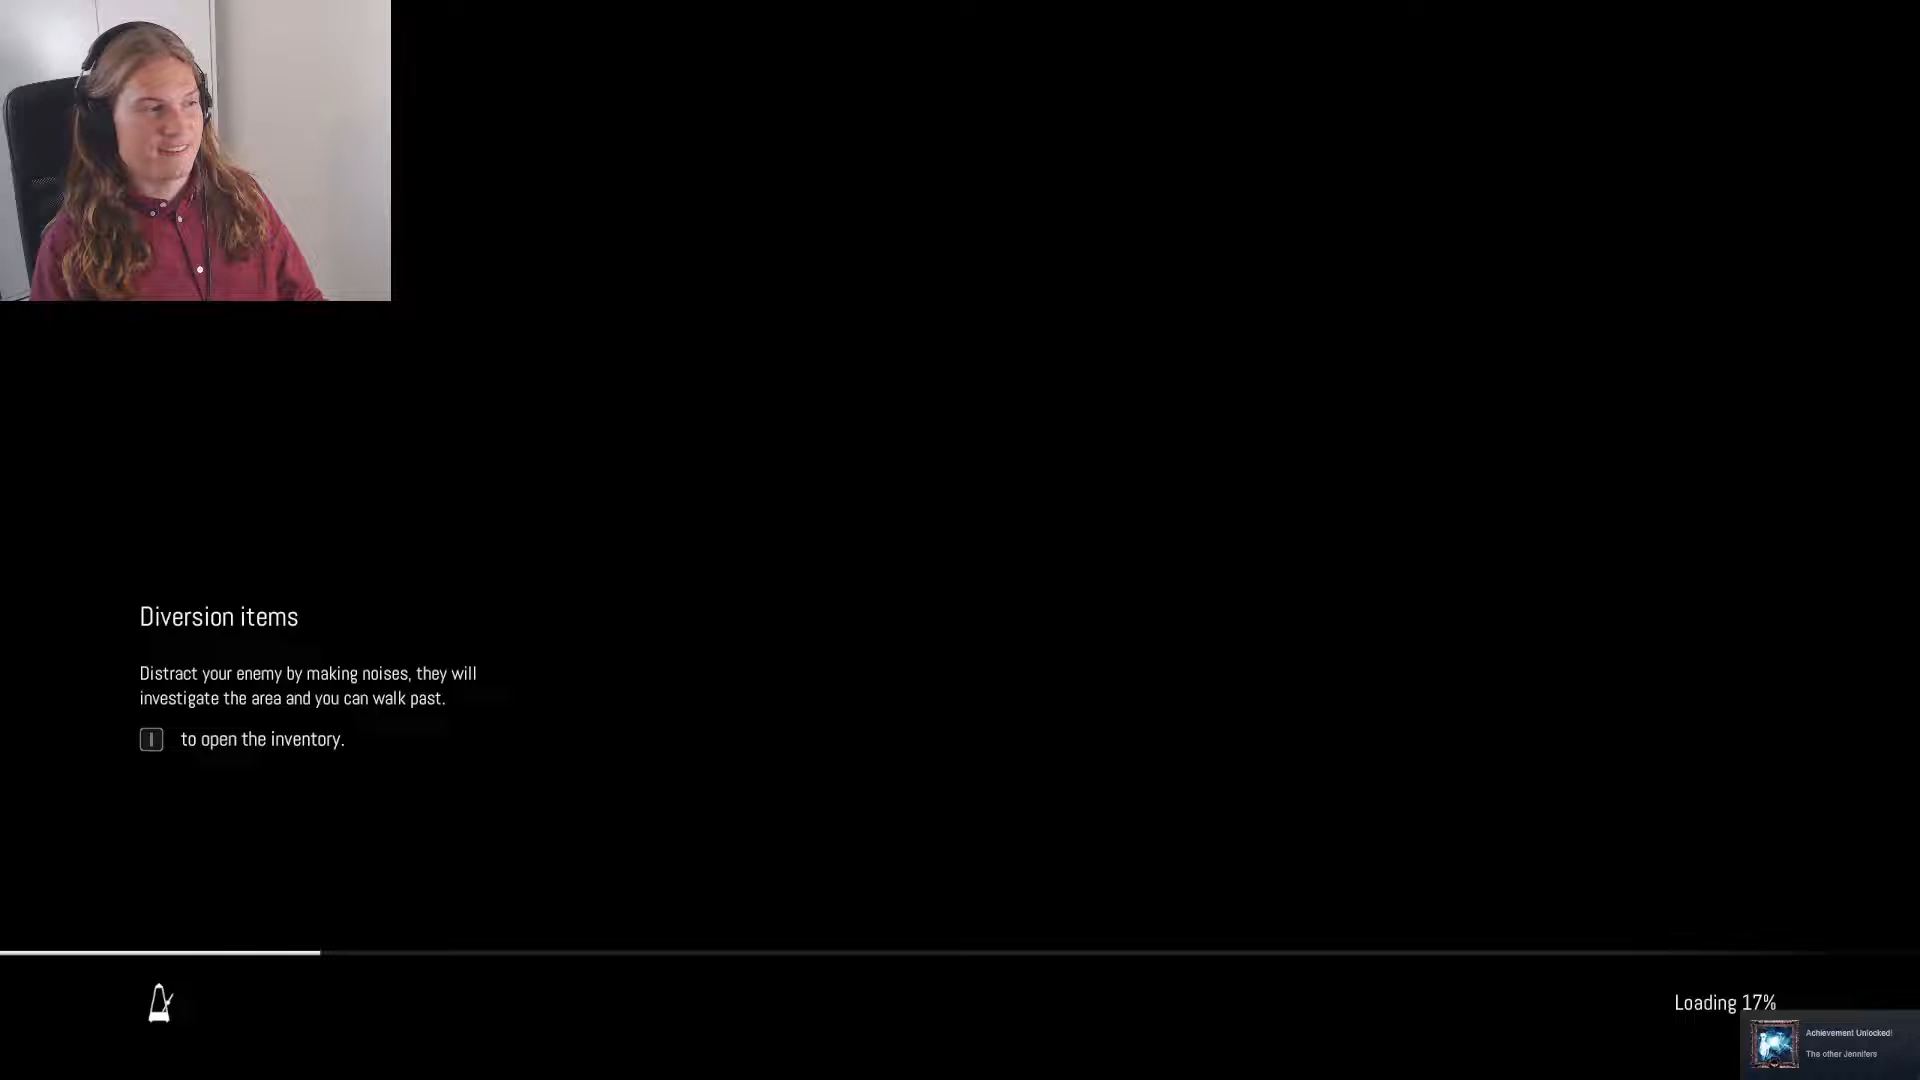 Diversion items
Distract your enemy by making noises, they will
investigate the area and you can walk past.
I to open the inventory.
Loading 17%
Achievement Unlocked!
The other Jennifers